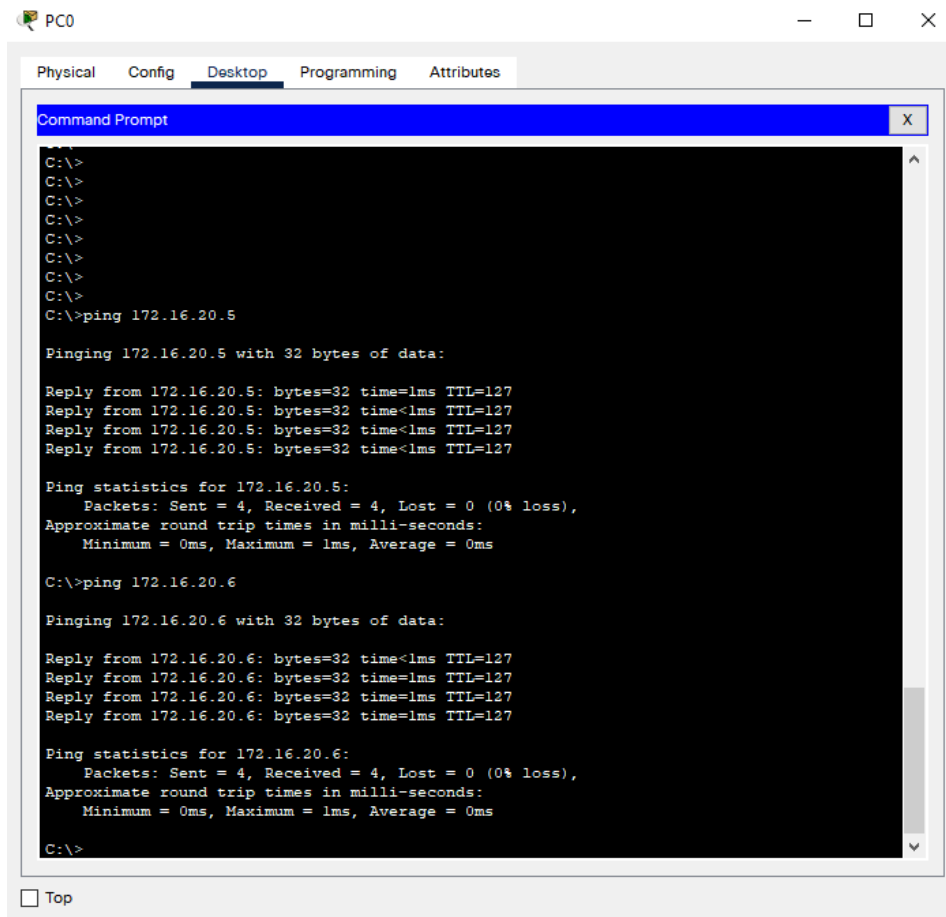 PC0
Physical Config Desktop Programming Attributes
Command Prompt X
C:\>
C:\>
C:\>
C:\>
C:\>
C:\>
C:\>
C:\>
C:\>ping 172.16.20.5
Pinging 172.16.20.5 with 32 bytes of data:
Reply from 172.16.20.5: bytes=32 time=1ms TTL=127
Reply from 172.16.20.5: bytes=32 time<1ms TTL=127
Reply from 172.16.20.5: bytes=32 time<1ms TTL=127
Reply from 172.16.20.5: bytes=32 time<1ms TTL=127
Ping statistics for 172.16.20.5:
Packets: Sent = 4, Received = 4, Lost = 0 (0% loss),
Approximate round trip times in milli-seconds:
Minimum = 0ms, Maximum = 1ms, Average = 0ms
C:\>ping 172.16.20.6
Pinging 172.16.20.6 with 32 bytes of data:
Reply from 172.16.20.6: bytes=32 time<1ms TTL=127
Reply from 172.16.20.6: bytes=32 time=1ms TTL=127
Reply from 172.16.20.6: bytes=32 time=1ms TTL=127
Reply from 172.16.20.6: bytes=32 time=1ms TTL=127
Ping statistics for 172.16.20.6:
Packets: Sent = 4, Received = 4, Lost = 0 (0% loss),
Approximate round trip times in milli-seconds:
Minimum = 0ms, Maximum = 1ms, Average = 0ms
C:\>
Top